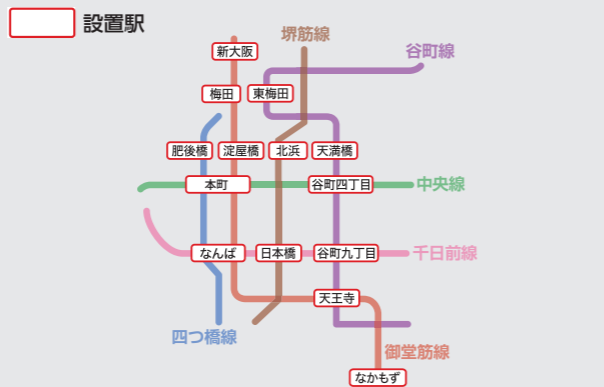 設置駅
堺筋線
谷町線
新大阪
梅田
東梅田
肥後橋
淀屋橋
北浜
天満橋
本町
谷町四丁目
中央線
なんば
日本橋
谷町九丁目
千日前線
天王寺
四つ橋線
御堂筋線
なかもず